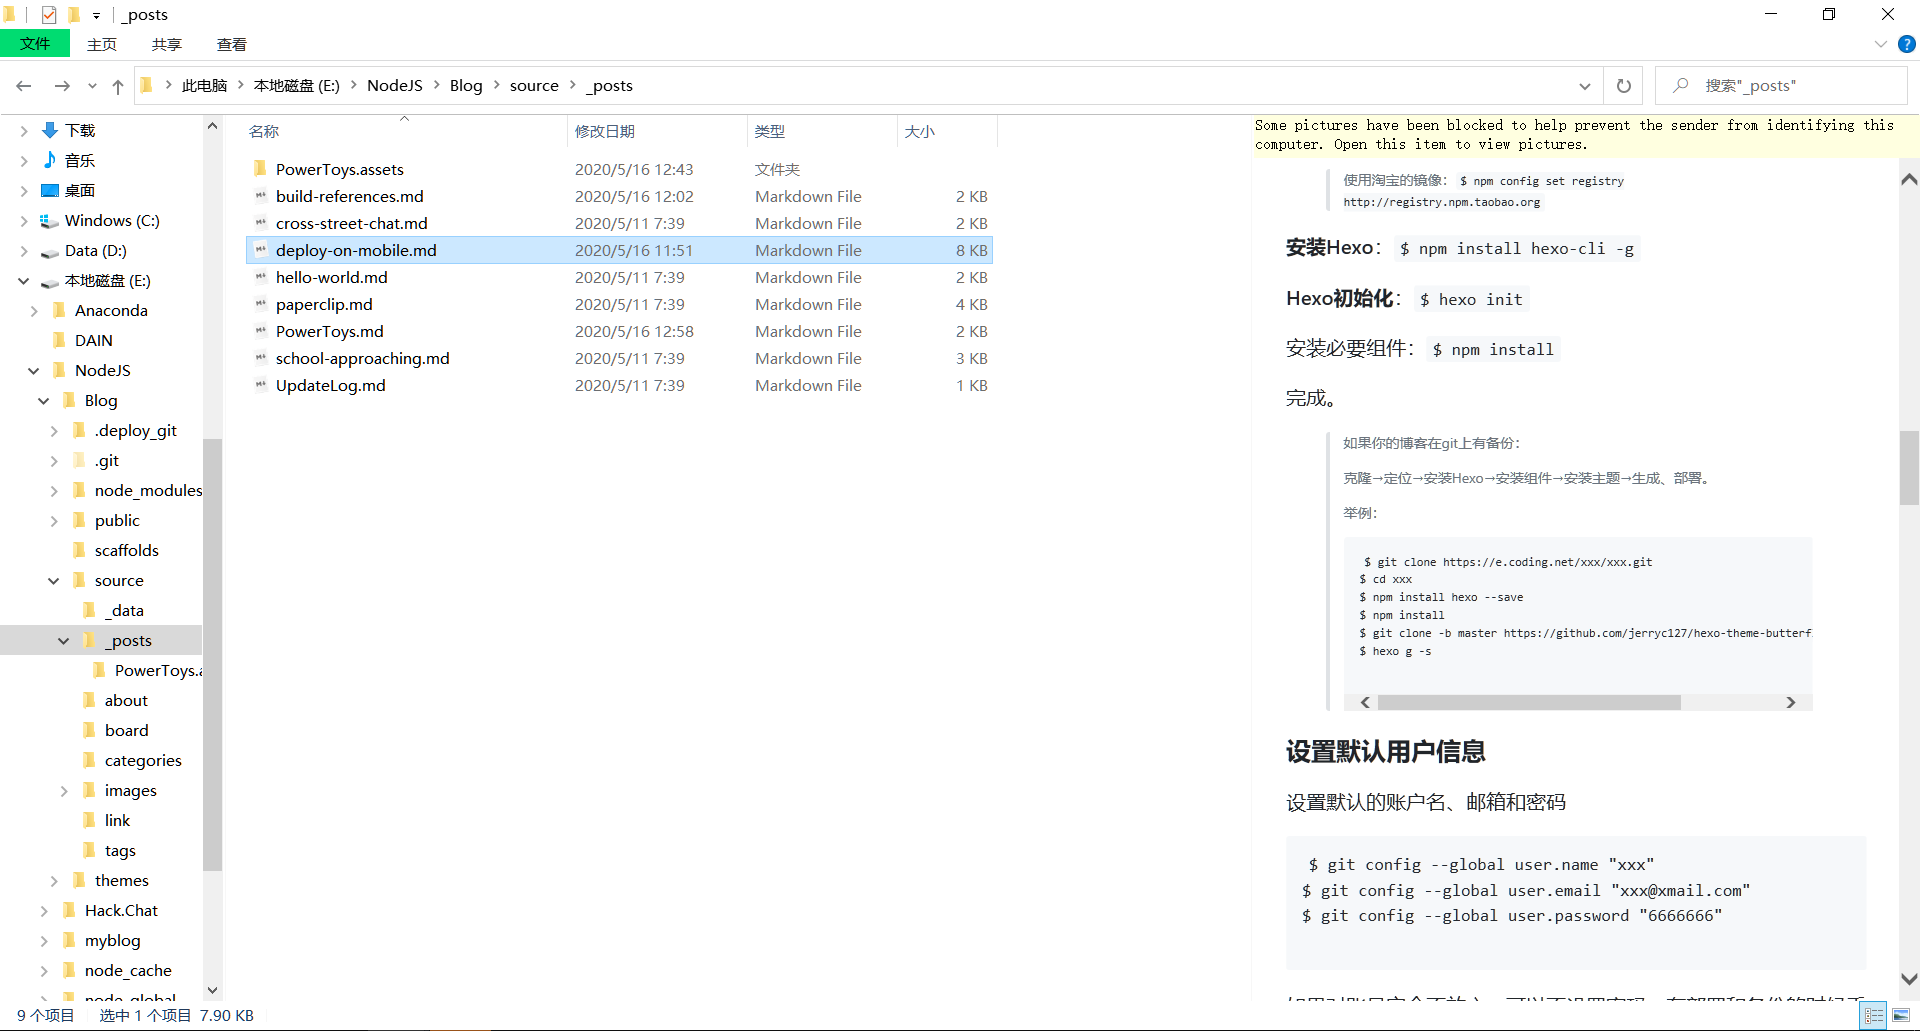 _posts
文件 主页 共享 查看
此电脑 本地磁盘 (E:) NodeJS Blog source _posts
搜索"_posts"
下载
音乐
桌面
Windows (C:)
Data (D:)
本地磁盘 (E:)
Anaconda
DAIN
NodeJS
Blog
.deploy_git
.git
node_modules
public
scaffolds
source
_data
_posts
PowerToys.a
about
board
categories
images
link
tags
themes
Hack.Chat
myblog
node_cache
node_global
名称 修改日期 类型 大小
PowerToys.assets 2020/5/16 12:43 文件夹
build-references.md 2020/5/16 12:02 Markdown File 2 KB
cross-street-chat.md 2020/5/11 7:39 Markdown File 2 KB
deploy-on-mobile.md 2020/5/16 11:51 Markdown File 8 KB
hello-world.md 2020/5/11 7:39 Markdown File 2 KB
paperclip.md 2020/5/11 7:39 Markdown File 4 KB
PowerToys.md 2020/5/16 12:58 Markdown File 2 KB
school-approaching.md 2020/5/11 7:39 Markdown File 3 KB
UpdateLog.md 2020/5/11 7:39 Markdown File 1 KB
Some pictures have been blocked to help prevent the sender from identifying this
computer. Open this item to view pictures.
使用淘宝的镜像： $ npm config set registry
http://registry.npm.taobao.org
安装Hexo： $ npm install hexo-cli -g
Hexo初始化： $ hexo init
安装必要组件： $ npm install
完成。
如果你的博客在git上有备份：
克隆→定位→安装Hexo→安装组件→安装主题→生成、部署。
举例：
$ git clone https://e.coding.net/xxx/xxx.git
$ cd xxx
$ npm install hexo --save
$ npm install
$ git clone -b master https://github.com/jerryc127/hexo-theme-butterf
$ hexo g -s
设置默认用户信息
设置默认的账户名、邮箱和密码
$ git config --global user.name "xxx"
$ git config --global user.email "xxx@xmail.com"
$ git config --global user.password "6666666"
9 个项目 选中 1 个项目 7.90 KB